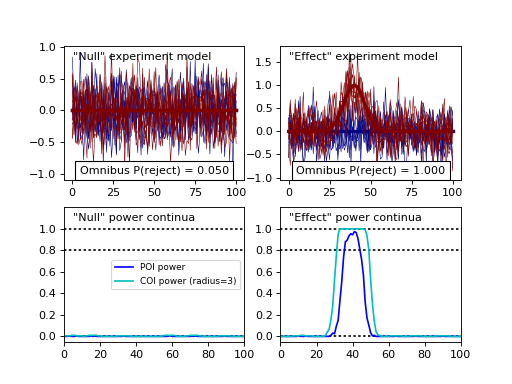 "Null" experiment model
1.0
0.5
0.0
−0.5
−1.0
Omnibus P(reject) = 0.050
0 25 50 75 100
"Effect" experiment model
1.5
1.0
0.5
0.0
−0.5
−1.0
Omnibus P(reject) = 1.000
0 25 50 75 100
"Null" power continua
1.0
0.8
0.6
0.4
0.2
0.0
POI power
COI power (radius=3)
0 20 40 60 80 100
"Effect" power continua
1.0
0.8
0.6
0.4
0.2
0.0
0 20 40 60 80 100